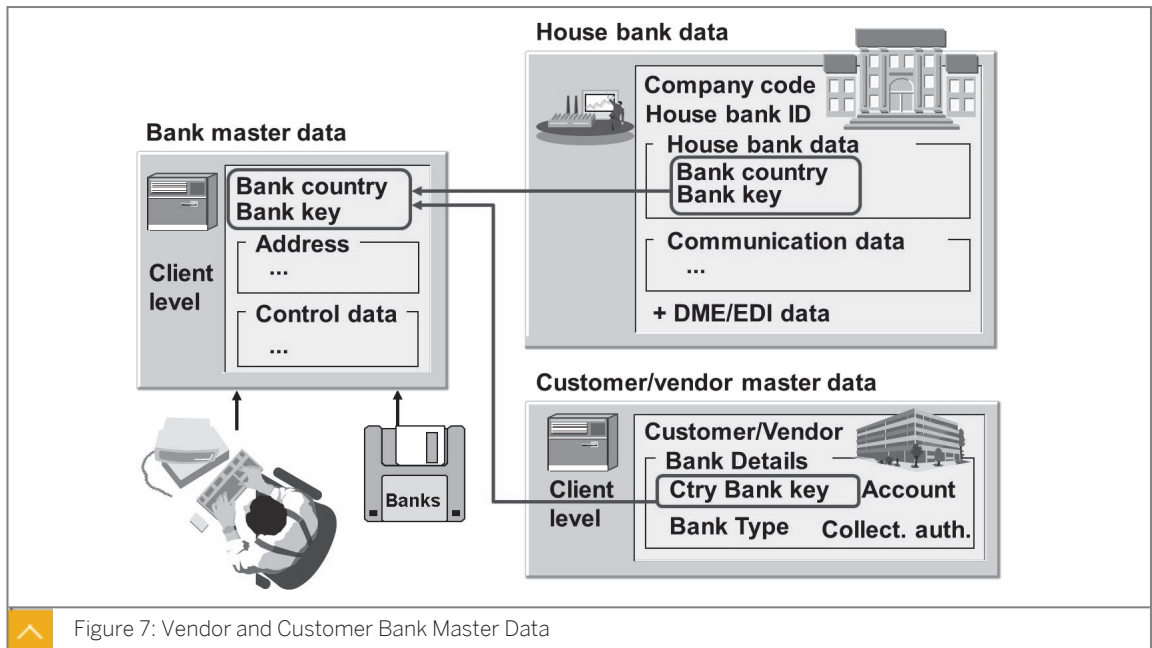 House bank data
Company code
House bank ID
House bank data
Bank country
Bank key
Communication data
...
+ DME/EDI data
Bank master data
Bank country
Bank key
Address
...
Client
level
Control data
...
Banks
Customer/vendor master data
Customer/Vendor
Bank Details
Client
level
Ctry Bank key Account
Bank Type Collect. auth.
Figure 7: Vendor and Customer Bank Master Data